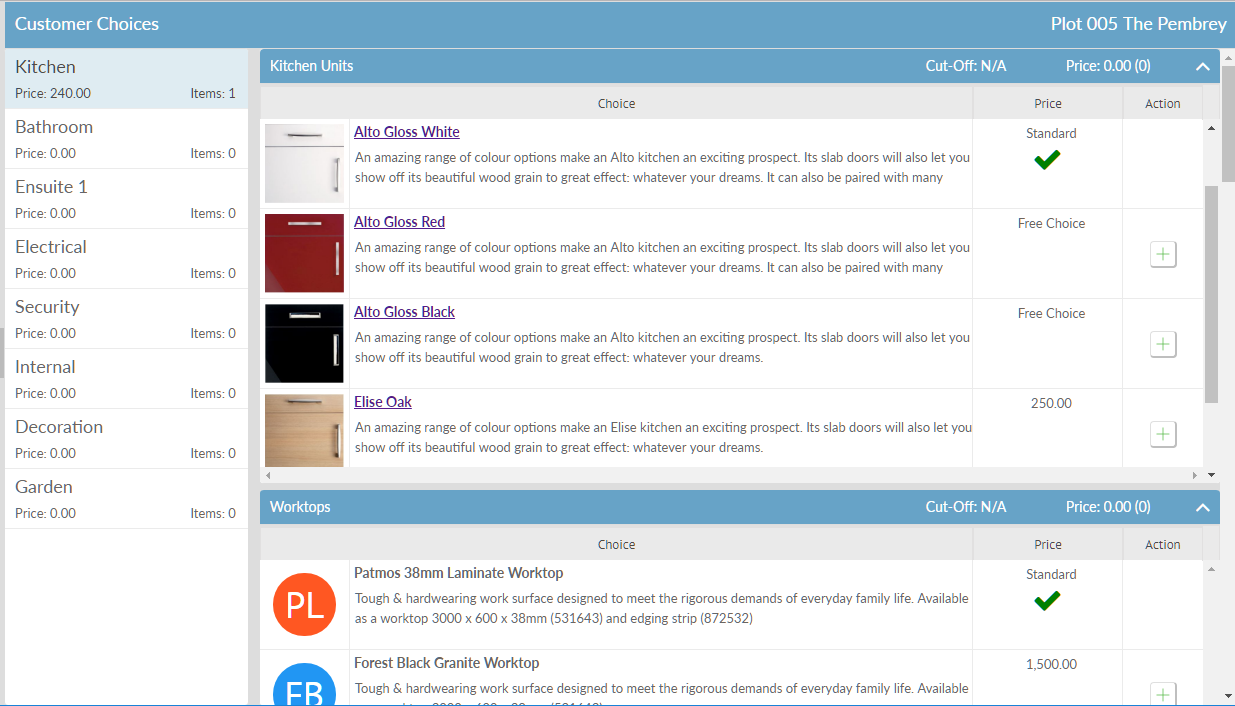 Customer Choices
Plot 005 The Pembrey
Kitchen
Price: 240.00 Items: 1
Bathroom
Price: 0.00 Items: 0
Ensuite 1
Price: 0.00 Items: 0
Electrical
Price: 0.00 Items: 0
Security
Price: 0.00 Items: 0
Internal
Price: 0.00 Items: 0
Decoration
Price: 0.00 Items: 0
Garden
Price: 0.00 Items: 0
Kitchen Units Cut-Off: N/A Price: 0.00 (0)
Choice Price Action
Alto Gloss White
Standard
An amazing range of colour options make an Alto kitchen an exciting prospect. Its slab doors will also let you
show off its beautiful wood grain to great effect: whatever your dreams. It can also be paired with many
Alto Gloss Red
Free Choice
An amazing range of colour options make an Alto kitchen an exciting prospect. Its slab doors will also let you
show off its beautiful wood grain to great effect: whatever your dreams. It can also be paired with many
Alto Gloss Black
Free Choice
An amazing range of colour options make an Alto kitchen an exciting prospect. Its slab doors will also let you
show off its beautiful wood grain to great effect: whatever your dreams.
Elise Oak
250.00
An amazing range of colour options make an Elise kitchen an exciting prospect. Its slab doors will also let you
show off its beautiful wood grain to great effect: whatever your dreams.
Worktops Cut-Off: N/A Price: 0.00 (0)
Choice Price Action
PL
Patmos 38mm Laminate Worktop
Standard
Tough & hardwearing work surface designed to meet the rigorous demands of everyday family life. Available
as a worktop 3000 x 600 x 38mm (531643) and edging strip (872532)
FB
Forest Black Granite Worktop
1,500.00
Tough & hardwearing work surface designed to meet the rigorous demands of everyday family life. Available